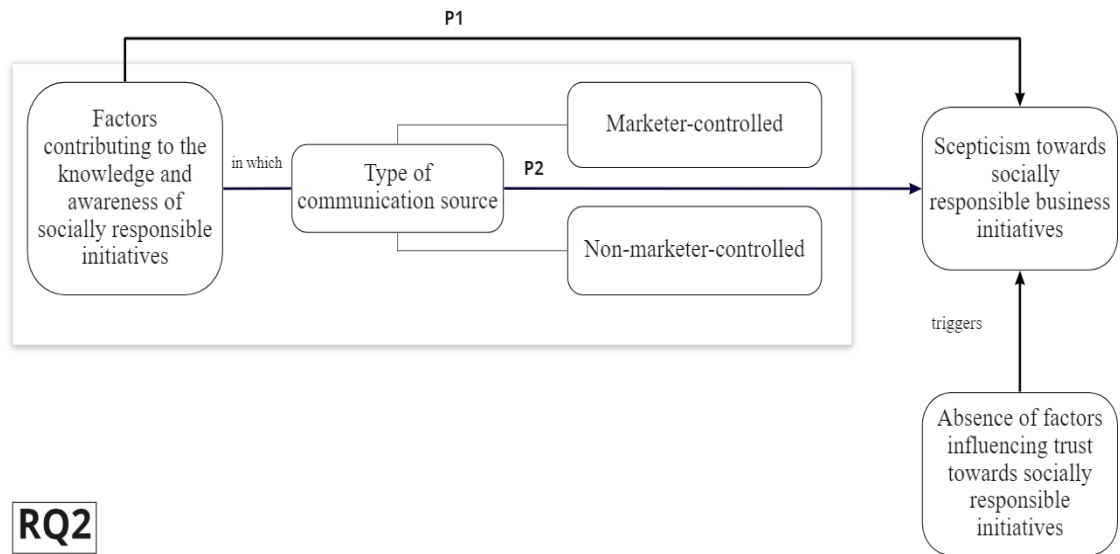 P1
Factors
contributing to the
knowledge and
awareness of
socially responsible
initiatives
in which
Type of
communication source
Marketer-controlled
P2
Non-marketer-controlled
Scepticism towards
socially
responsible business
initiatives
triggers
Absence of factors
influencing trust
towards socially
responsible
initiatives
RQ2